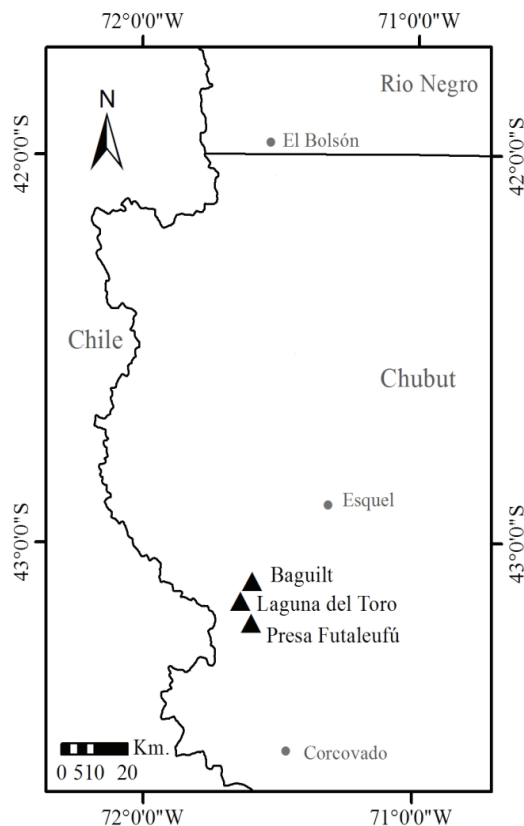 72°0'0"W
71°0'0"W
Rio Negro
N
El Bolsón
42°0'0"S
42°0'0"S
Chile
Chubut
Esquel
43°0'0"S
43°0'0"S
Baguilt
Laguna del Toro
Presa Futaleufú
Km.
Corcovado
0 510 20
72°0'0"W
71°0'0"W